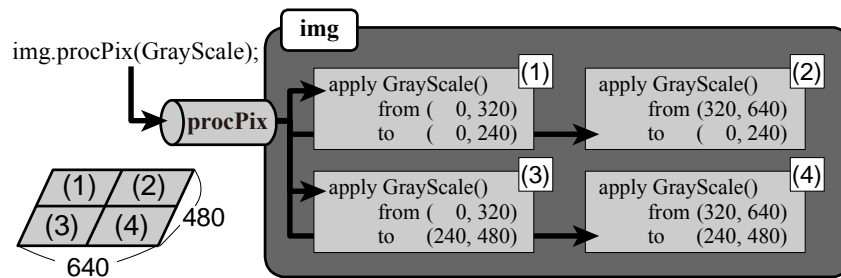 img
img.procPix(GrayScale);
procPix
(1)
apply GrayScale()
from ( 0, 320)
to ( 0, 240)
(2)
apply GrayScale()
from (320, 640)
to ( 0, 240)
(3)
apply GrayScale()
from ( 0, 320)
to (240, 480)
(4)
apply GrayScale()
from (320, 640)
to (240, 480)
(1) (2)
(3) (4)
480
640